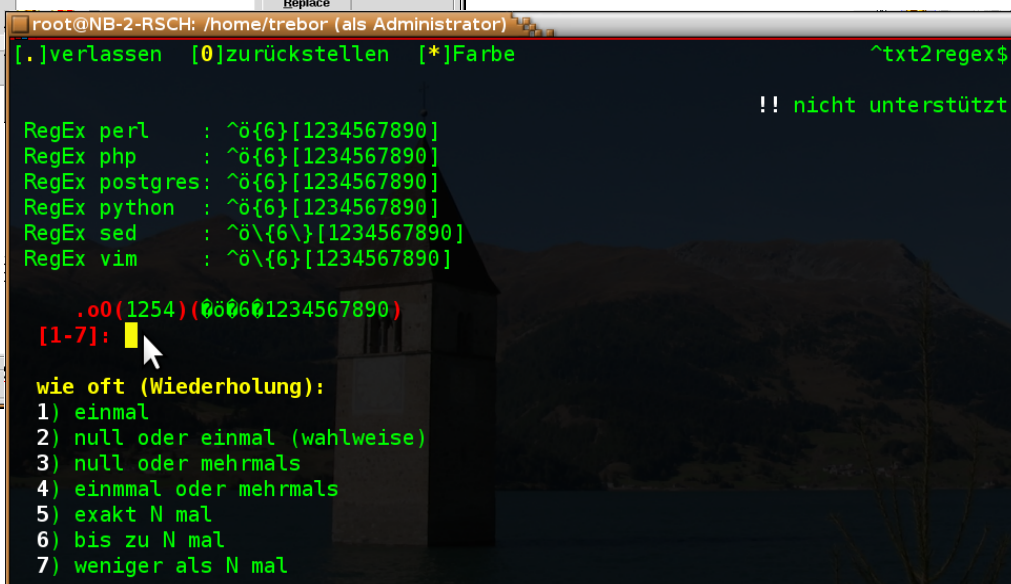 Replace
root@NB-2-RSCH: /home/trebor (als Administrator)
[.]verlassen [0]zurückstellen [*]Farbe ^txt2regex$
!! nicht unterstützt
RegEx perl : ^ö{6}[1234567890]
RegEx php : ^ö{6}[1234567890]
RegEx postgres: ^ö{6}[1234567890]
RegEx python : ^ö{6}[1234567890]
RegEx sed : ^ö\{6\}[1234567890]
RegEx vim : ^ö\{6}[1234567890]
.oO(1254)(�ö�6�1234567890)
[1-7]:
wie oft (Wiederholung):
1) einmal
2) null oder einmal (wahlweise)
3) null oder mehrmals
4) einmmal oder mehrmals
5) exakt N mal
6) bis zu N mal
7) weniger als N mal